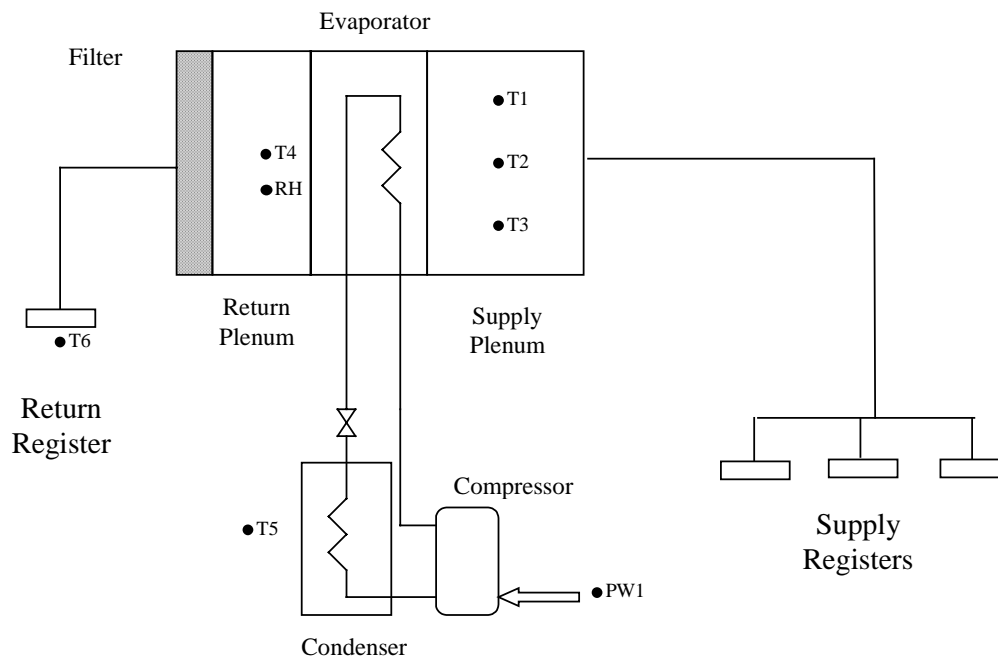 Evaporator
Filter
T1
T4
T2
RH
T3
Return
Plenum
Supply
Plenum
T6
Return
Register
Compressor
T5
Supply
Registers
PW1
Condenser